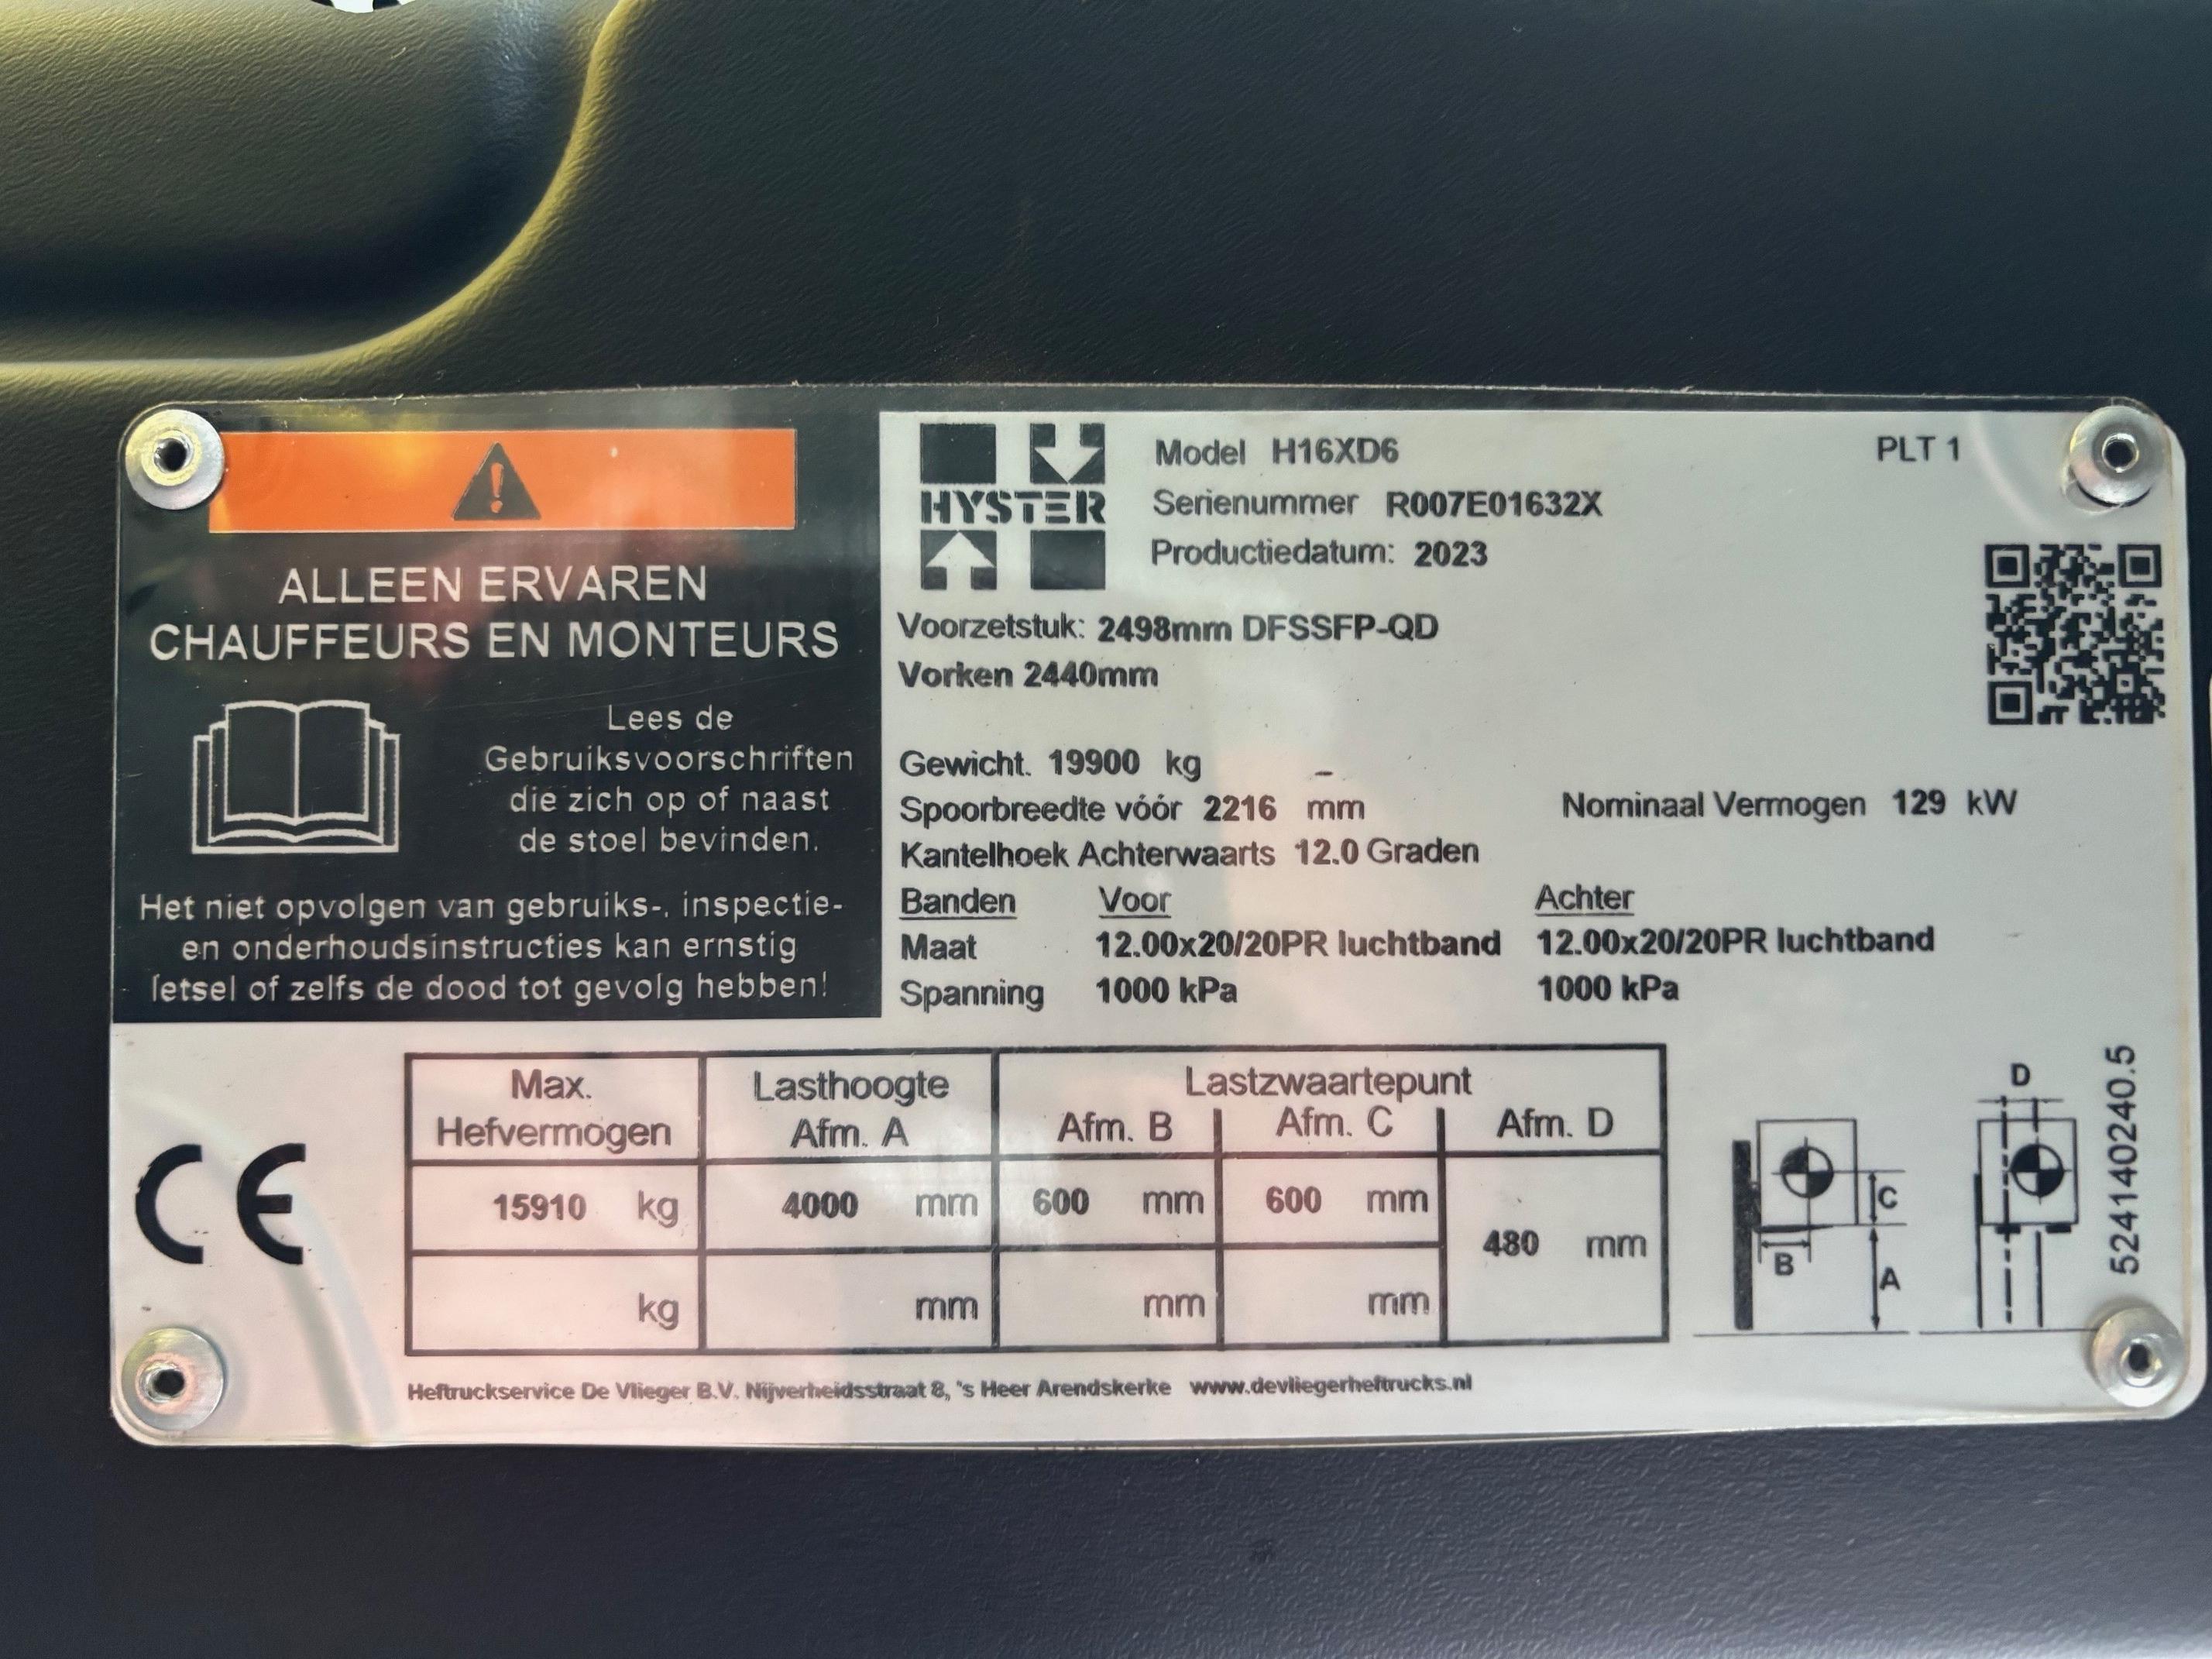 ALLEEN ERVAREN
CHAUFFEURS EN MONTEURS
Lees de
Gebruiksvoorschriften
die zich op of naast
de stoel bevinden.
Het niet opvolgen van gebruiks-, inspectie-
en onderhoudsinstructies kan ernstig
letsel of zelfs de dood tot gevolg hebben!
HYSTER
Model H16XD6
PLT 1
Serienummer R007E01632X
Productiedatum: 2023
Voorzetstuk: 2498mm DFSSFP-QD
Vorken 2440mm
Gewicht. 19900 kg –
Spoorbreedte vóór 2216 mm Nominaal Vermogen 129 kW
Kantelhoek Achterwaarts 12.0 Graden
Banden Voor Achter
Maat 12.00x20/20PR luchtband 12.00x20/20PR luchtband
Spanning 1000 kPa 1000 kPa
CE
Max. Hefvermogen
Lasthoogte Afm. A
Lastzwaartepunt
Afm. B Afm. C Afm. D
15910 kg 4000 mm 600 mm 600 mm 480 mm
kg mm mm mm
B C A
D
524140240.5
Heftruckservice De Vlieger B.V. Nijverheidsstraat 8, 's Heer Arendskerke www.devliegerheftrucks.nl